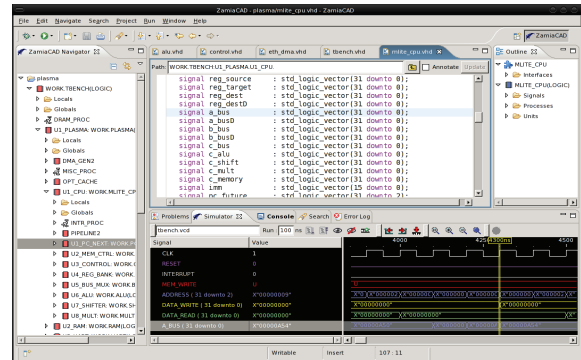 ZamiaCAD - plasma/mlite_cpu.vhd - ZamiaCAD
File Edit Navigate Search Project Run Window Help
ZamiaCAD
ZamiaCAD Navigator
alu.vhd control.vhd eth_dma.vhd tbench.vhd mlite_cpu.vhd
Outline
Path: WORK.TBENCH:U1_PLASMA.U1_CPU. Annotate Update
plasma
WORK.TBENCH(LOGIC)
Locals
Globals
DRAM_PROC
U1_PLASMA: WORK.PLASMA(
Locals
Globals
DMA_GEN2
MISC_PROC
OPT_CACHE
U1_CPU: WORK.MLITE_CP
Locals
Globals
INTR_PROC
PIPELINE2
U1_PC_NEXT: WORK.P
U2_MEM_CTRL: WORK.
U3_CONTROL: WORK.C
U4_REG_BANK: WORK.
U5_BUS_MUX: WORK.B
U6_ALU: WORK.ALU(LO
U7_SHIFTER: WORK.SH
U8_MULT: WORK.MULT
U2_RAM: WORK.RAM(LOG
signal reg_source : std_logic_vector(31 downto 0);
signal reg_target : std_logic_vector(31 downto 0);
signal reg_dest : std_logic_vector(31 downto 0);
signal reg_destD : std_logic_vector(31 downto 0);
signal a_bus : std_logic_vector(31 downto 0);
signal a_busD : std_logic_vector(31 downto 0);
signal b_bus : std_logic_vector(31 downto 0);
signal b_busD : std_logic_vector(31 downto 0);
signal c_bus : std_logic_vector(31 downto 0);
signal c_alu : std_logic_vector(31 downto 0);
signal c_shift : std_logic_vector(31 downto 0);
signal c_mult : std_logic_vector(31 downto 0);
signal c_memory : std_logic_vector(31 downto 0);
signal imm : std_logic_vector(15 downto 0);
signal pc_future : std_logic_vector(31 downto 2);
MLITE_CPU
Interfaces
MLITE_CPU(LOGIC)
Signals
Processes
Units
Problems Simulator Console Search Error Log
tbench.vcd Run 100 ns
Signal Value
4000 4300ns 4500
CLK 1
RESET 0
INTERRUPT 0
MEM_WRITE U
ADDRESS ( 31 downto 2) X"00000009"
DATA_WRITE ( 31 downto 0) X"00000000"
DATA_READ ( 31 downto 0) X"00000000"
A_BUS ( 31 downto 0) X"00000A54"
Writable Insert 107 : 11